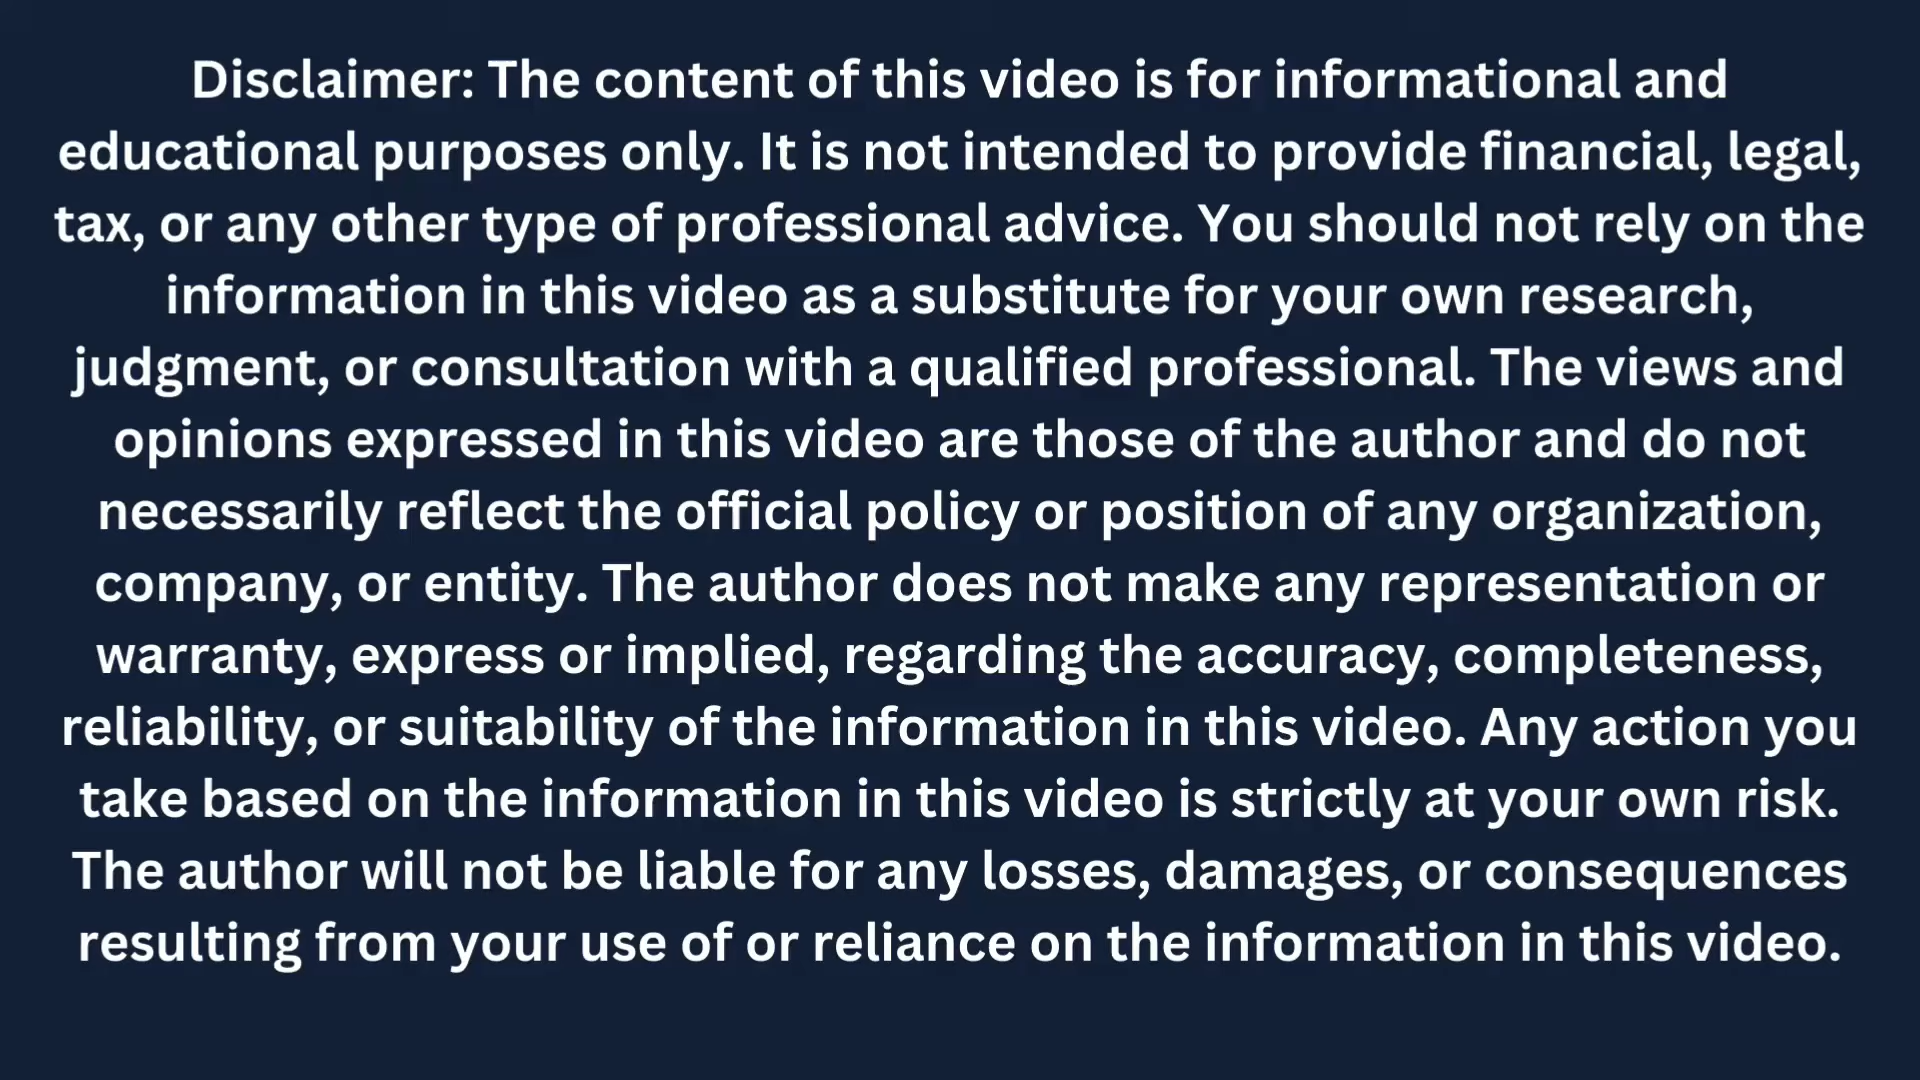 Disclaimer: The content of this video is for informational and
educational purposes only. It is not intended to provide financial, legal,
tax, or any other type of professional advice. You should not rely on the
information in this video as a substitute for your own research,
judgment, or consultation with a qualified professional. The views and
opinions expressed in this video are those of the author and do not
necessarily reflect the official policy or position of any organization,
company, or entity. The author does not make any representation or
warranty, express or implied, regarding the accuracy, completeness,
reliability, or suitability of the information in this video. Any action you
take based on the information in this video is strictly at your own risk.
The author will not be liable for any losses, damages, or consequences
resulting from your use of or reliance on the information in this video.